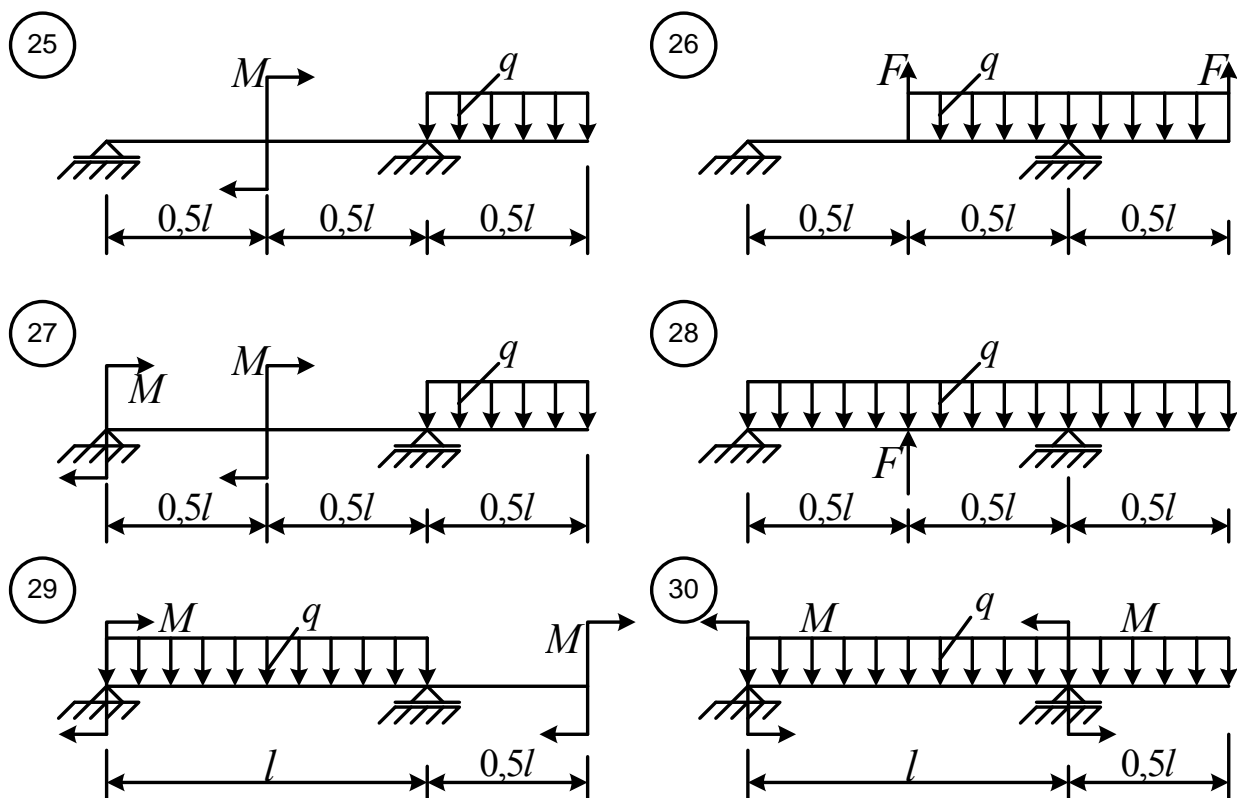 25
M
q
0,5l 0,5l 0,5l
26
F q F
0,5l 0,5l 0,5l
27
M M q
0,5l 0,5l 0,5l
28
q
F
0,5l 0,5l 0,5l
29
M q M
l 0,5l
30
M q M
l 0,5l